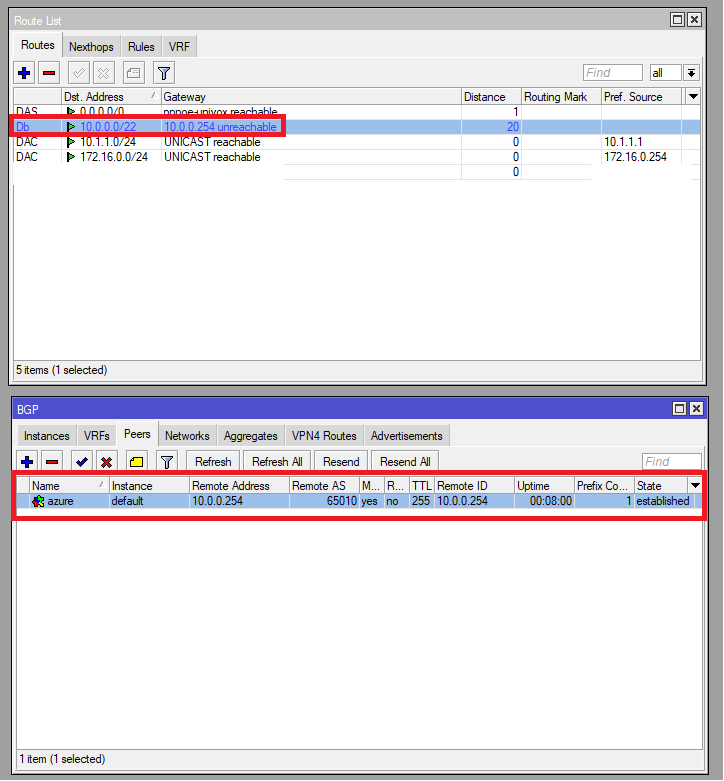 Route List
Routes Nexthops Rules VRF
Find all
Dst. Address Gateway Distance Routing Mark Pref. Source
DAS 0.0.0.0/0 pppoe-univox reachable 1
Db 10.0.0.0/22 10.0.0.254 unreachable 20
DAC 10.1.1.0/24 UNICAST reachable 0 10.1.1.1
DAC 172.16.0.0/24 UNICAST reachable 0 172.16.0.254
0
5 items (1 selected)
BGP
Instances VRFs Peers Networks Aggregates VPN4 Routes Advertisements
Refresh Refresh All Resend Resend All Find
Name Instance Remote Address Remote AS M... R... TTL Remote ID Uptime Prefix Co... State
azure default 10.0.0.254 65010 yes no 255 10.0.0.254 00:08:00 1 established
1 item (1 selected)